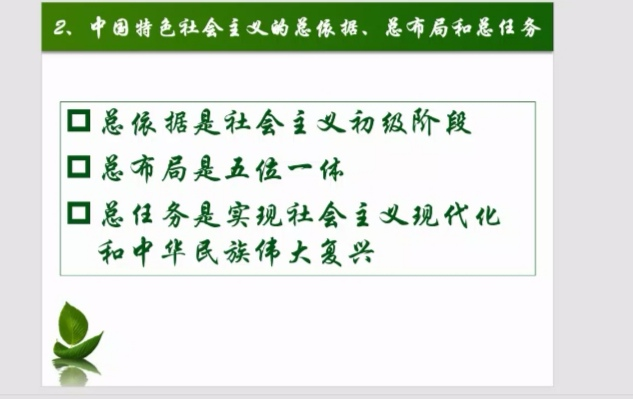 2、中国特色社会主义的总依据、总布局和总任务
总依据是社会主义初级阶段
总布局是五位一体
总任务是实现社会主义现代化
和中华民族伟大复兴